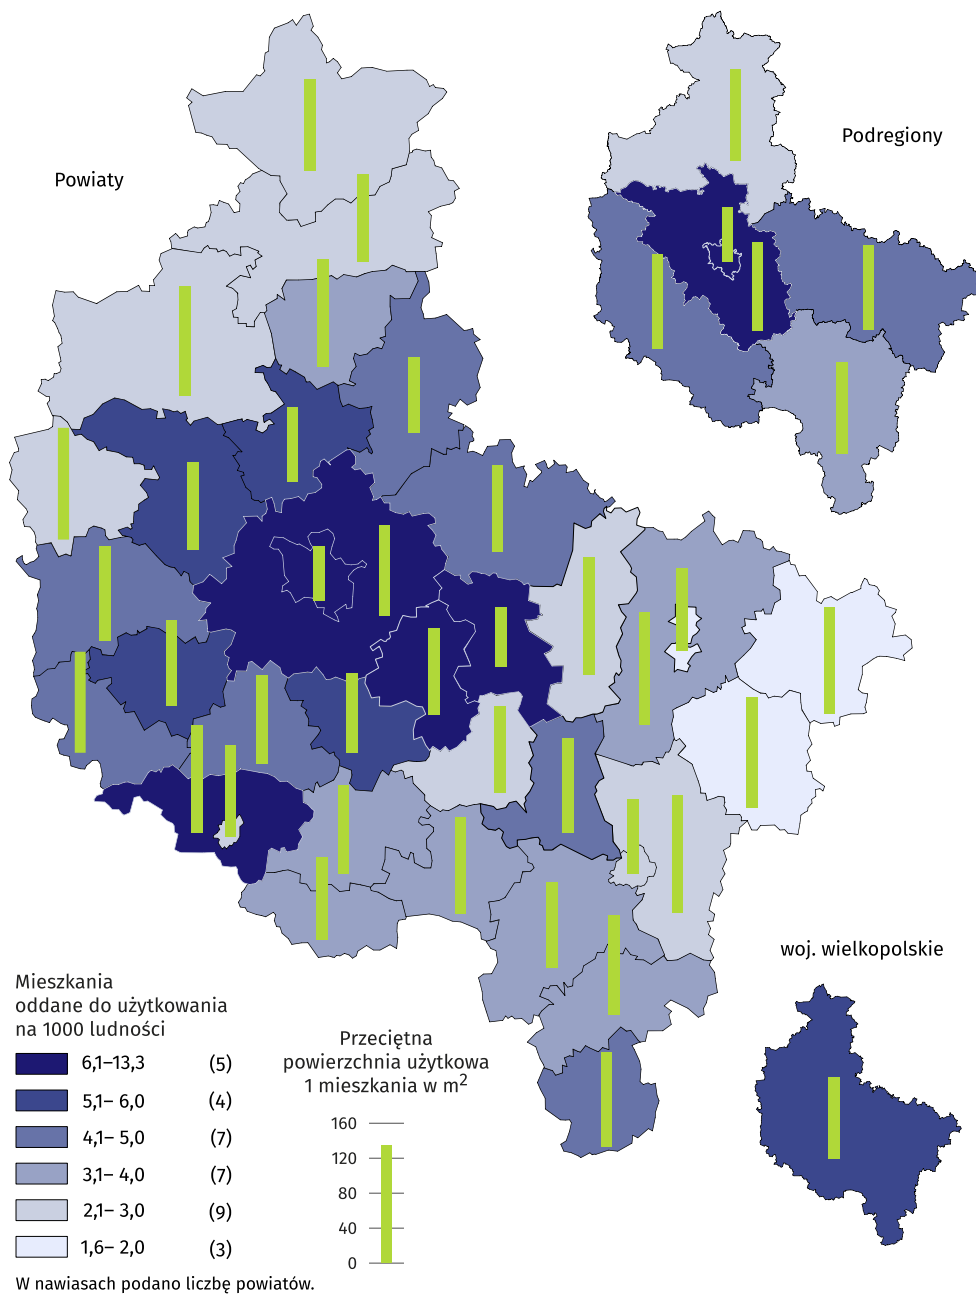 Powiaty
Podregiony
woj. wielkopolskie
Mieszkania
oddane do użytkowania
na 1000 ludności
6,1–13,3 (5)
5,1– 6,0 (4)
4,1– 5,0 (7)
3,1– 4,0 (7)
2,1– 3,0 (9)
1,6– 2,0 (3)
W nawiasach podano liczbę powiatów.
Przeciętna
powierzchnia użytkowa
1 mieszkania w m²
160
120
80
40
0